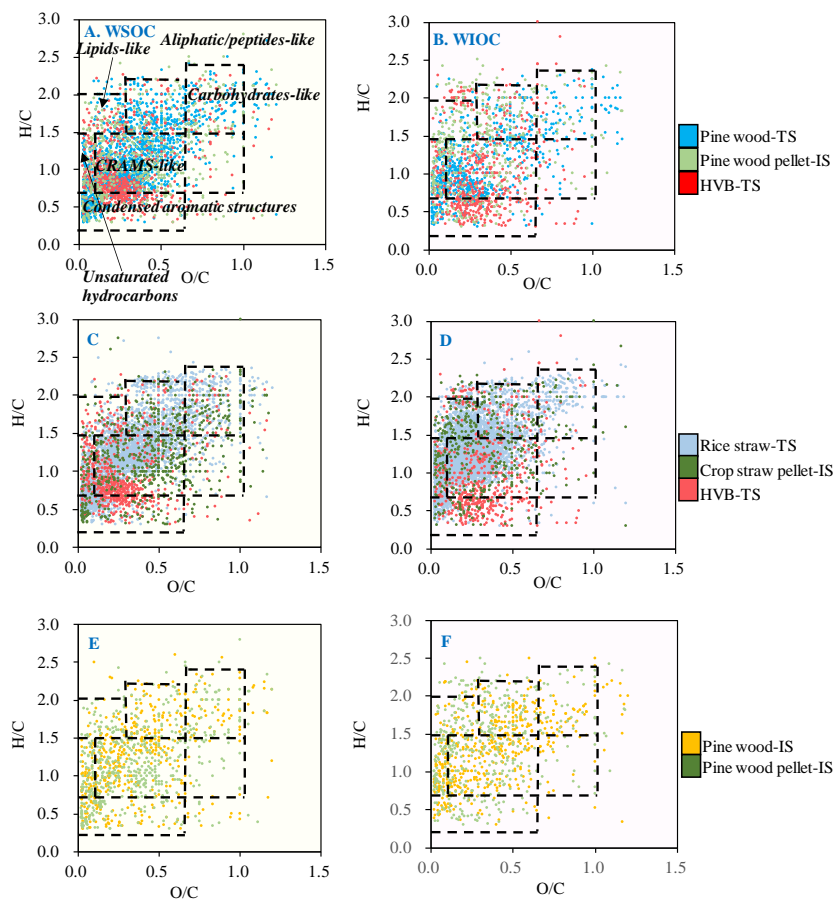 A. WSOC
Aliphatic/peptides-like
Lipids-like
Carbohydrates-like
CRAMS-like
Condensed aromatic structures
Unsaturated
hydrocarbons
H/C
3.0
2.5
2.0
1.5
1.0
0.5
0.0
0.0 0.5 1.0 1.5
O/C
B. WIOC
H/C
3.0
2.5
2.0
1.5
1.0
0.5
0.0
0.0 0.5 1.0 1.5
O/C
Pine wood-TS
Pine wood pellet-IS
HVB-TS
C
H/C
3.0
2.5
2.0
1.5
1.0
0.5
0.0
0.0 0.5 1.0 1.5
O/C
D
H/C
3.0
2.5
2.0
1.5
1.0
0.5
0.0
0.0 0.5 1.0 1.5
O/C
Rice straw-TS
Crop straw pellet-IS
HVB-TS
E
H/C
3.0
2.5
2.0
1.5
1.0
0.5
0.0
0.0 0.5 1.0 1.5
O/C
F
H/C
3.0
2.5
2.0
1.5
1.0
0.5
0.0
0.0 0.5 1.0 1.5
O/C
Pine wood-IS
Pine wood pellet-IS